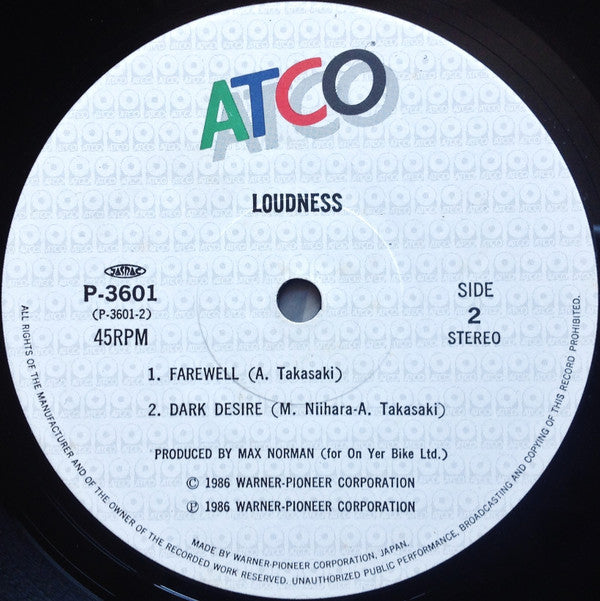 ATCO
LOUDNESS
JASRAC
P-3601
(P-3601-2)
45RPM
SIDE
2
STEREO
1. FAREWELL (A. Takasaki)
2. DARK DESIRE (M. Niihara-A. Takasaki)
PRODUCED BY MAX NORMAN (for On Yer Bike Ltd.)
© 1986 WARNER-PIONEER CORPORATION
℗ 1986 WARNER-PIONEER CORPORATION
MADE BY WARNER-PIONEER CORPORATION, JAPAN.
ALL RIGHTS OF THE MANUFACTURER AND OF THE OWNER OF THE RECORDED WORK RESERVED. UNAUTHORIZED PUBLIC PERFORMANCE, BROADCASTING AND COPYING OF THIS RECORD PROHIBITED.